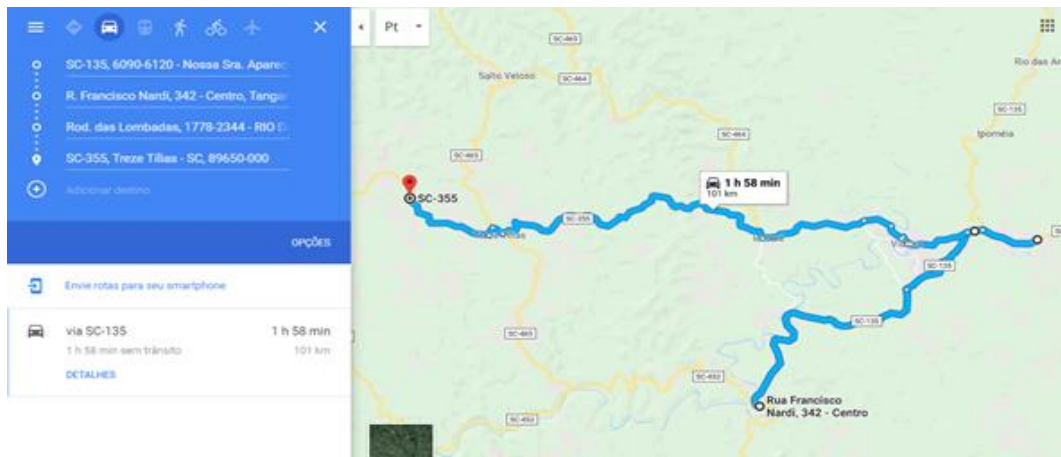 Pt
SC-135, 6090-6120 - Nossa Sra. Aparec
R. Francisco Nardi, 342 - Centro, Tanga
Rod. das Lombadas, 1778-2344 - RIO D
SC-355, Treze Tílias - SC, 89650-000
Adicionar destino
OPÇÕES
Envie rotas para seu smartphone
via SC-135
1 h 58 min
1 h 58 min sem trânsito
101 km
DETALHES
SC-465
Rio das An
Salto Veloso
SC-464
SC-135
Ipoméia
SC-464
SC-465
1 h 58 min
101 km
SC-355
SC-355
SC-135
SC-135
SC-465
SC-452
Rua Francisco
Nardi, 342 - Centro
SC-452